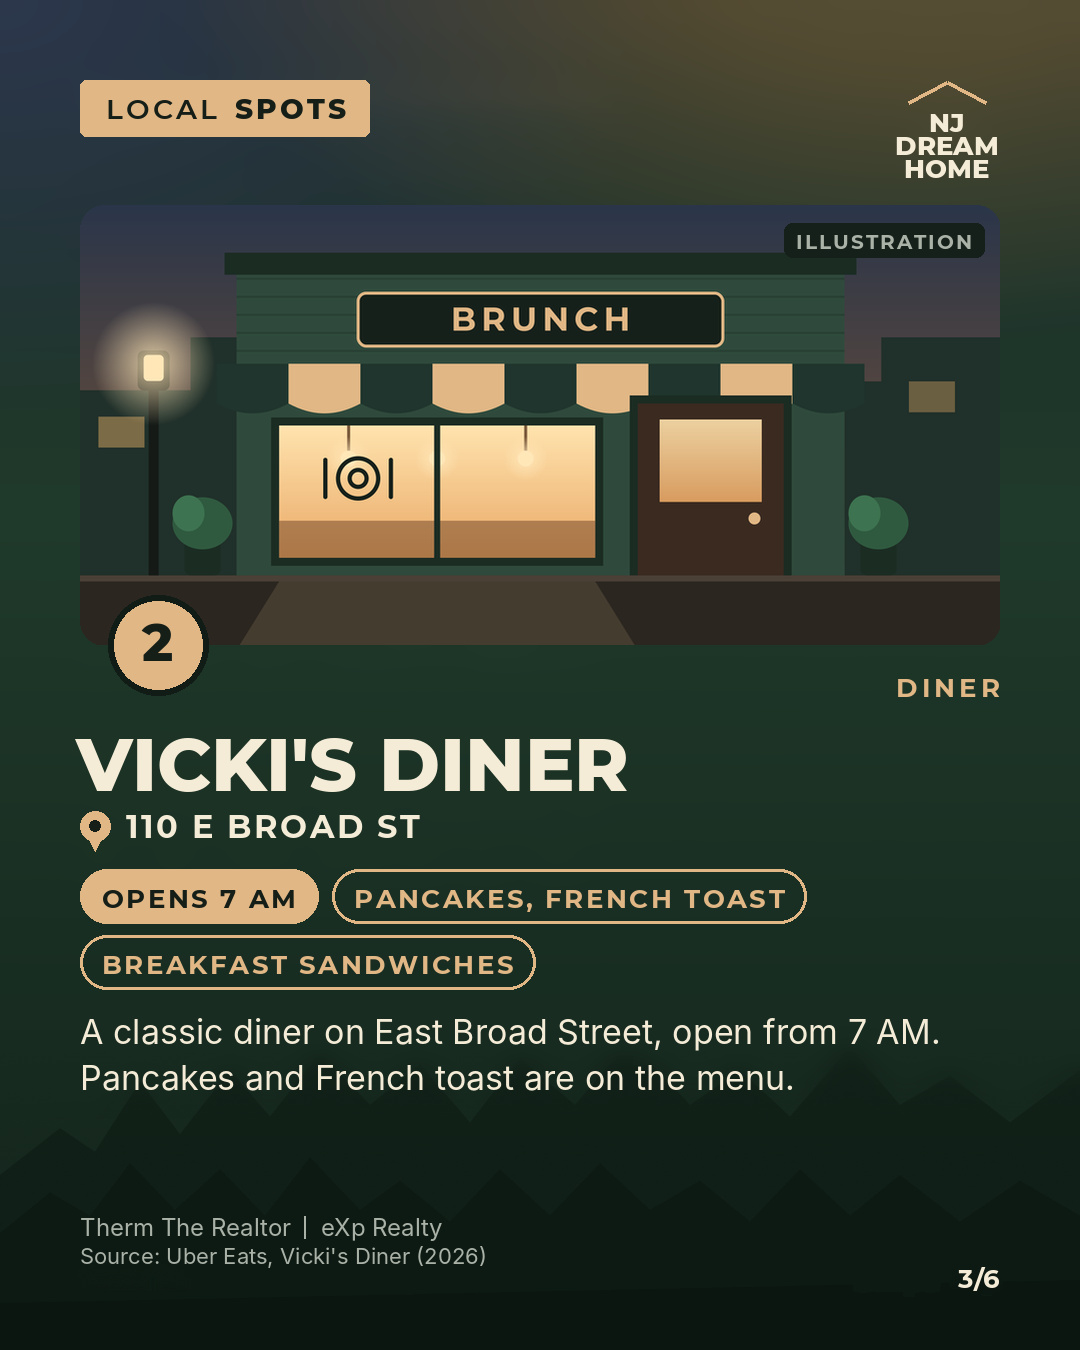 LOCAL SPOTS
NJ
DREAM
HOME
ILLUSTRATION
BRUNCH
2
DINER
VICKI'S DINER
110 E BROAD ST
OPENS 7 AM
PANCAKES, FRENCH TOAST
BREAKFAST SANDWICHES
A classic diner on East Broad Street, open from 7 AM.
Pancakes and French toast are on the menu.
Therm The Realtor | eXp Realty
Source: Uber Eats, Vicki's Diner (2026)
3/6